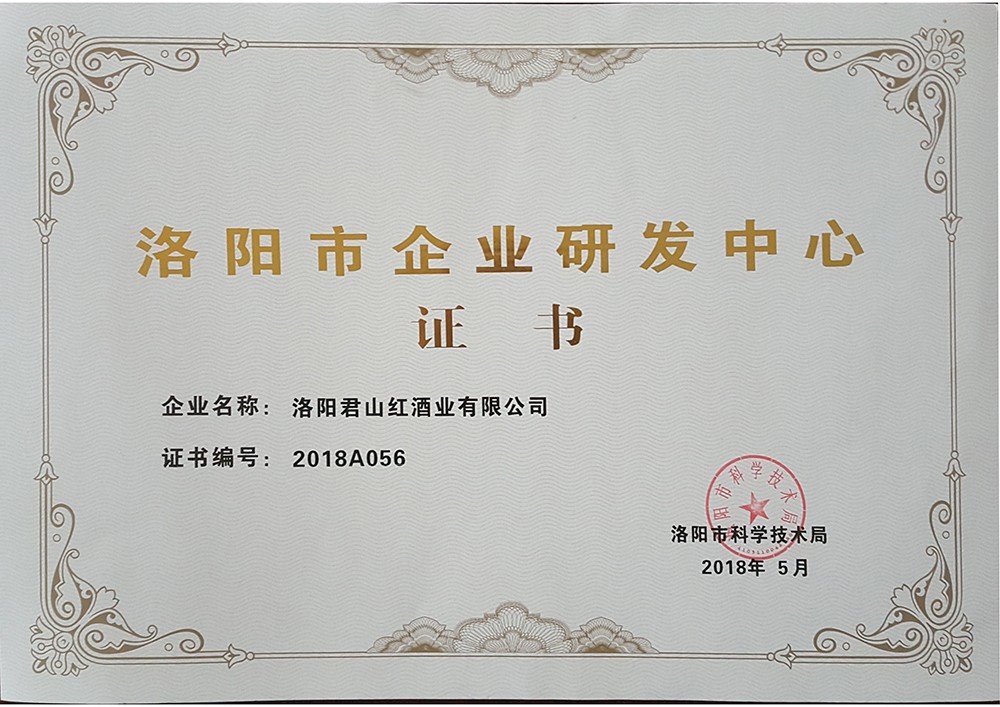 洛阳市企业研发中心
证书
企业名称：洛阳君山红酒业有限公司
证书编号：2018A056
洛阳市科学技术局
洛阳市科学技术局
2018年 5月